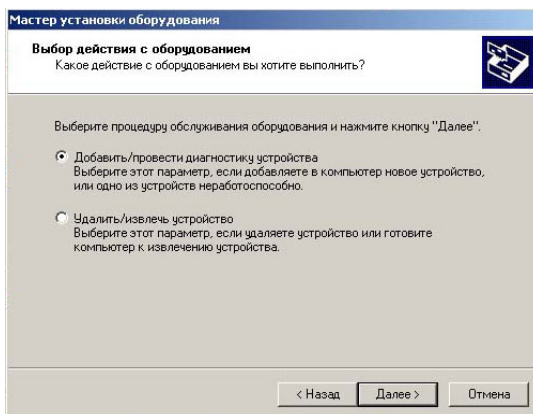 Мастер установки оборудования
Выбор действия с оборудованием
Какое действие с оборудованием вы хотите выполнить?
Выберите процедуру обслуживания оборудования и нажмите кнопку "Далее".
Добавить/провести диагностику устройства
Выберите этот параметр, если добавляете в компьютер новое устройство,
или одно из устройств неработоспособно.
Удалить/извлечь устройство
Выберите этот параметр, если удаляете устройство или готовите
компьютер к извлечению устройства.
< Назад Далее > Отмена